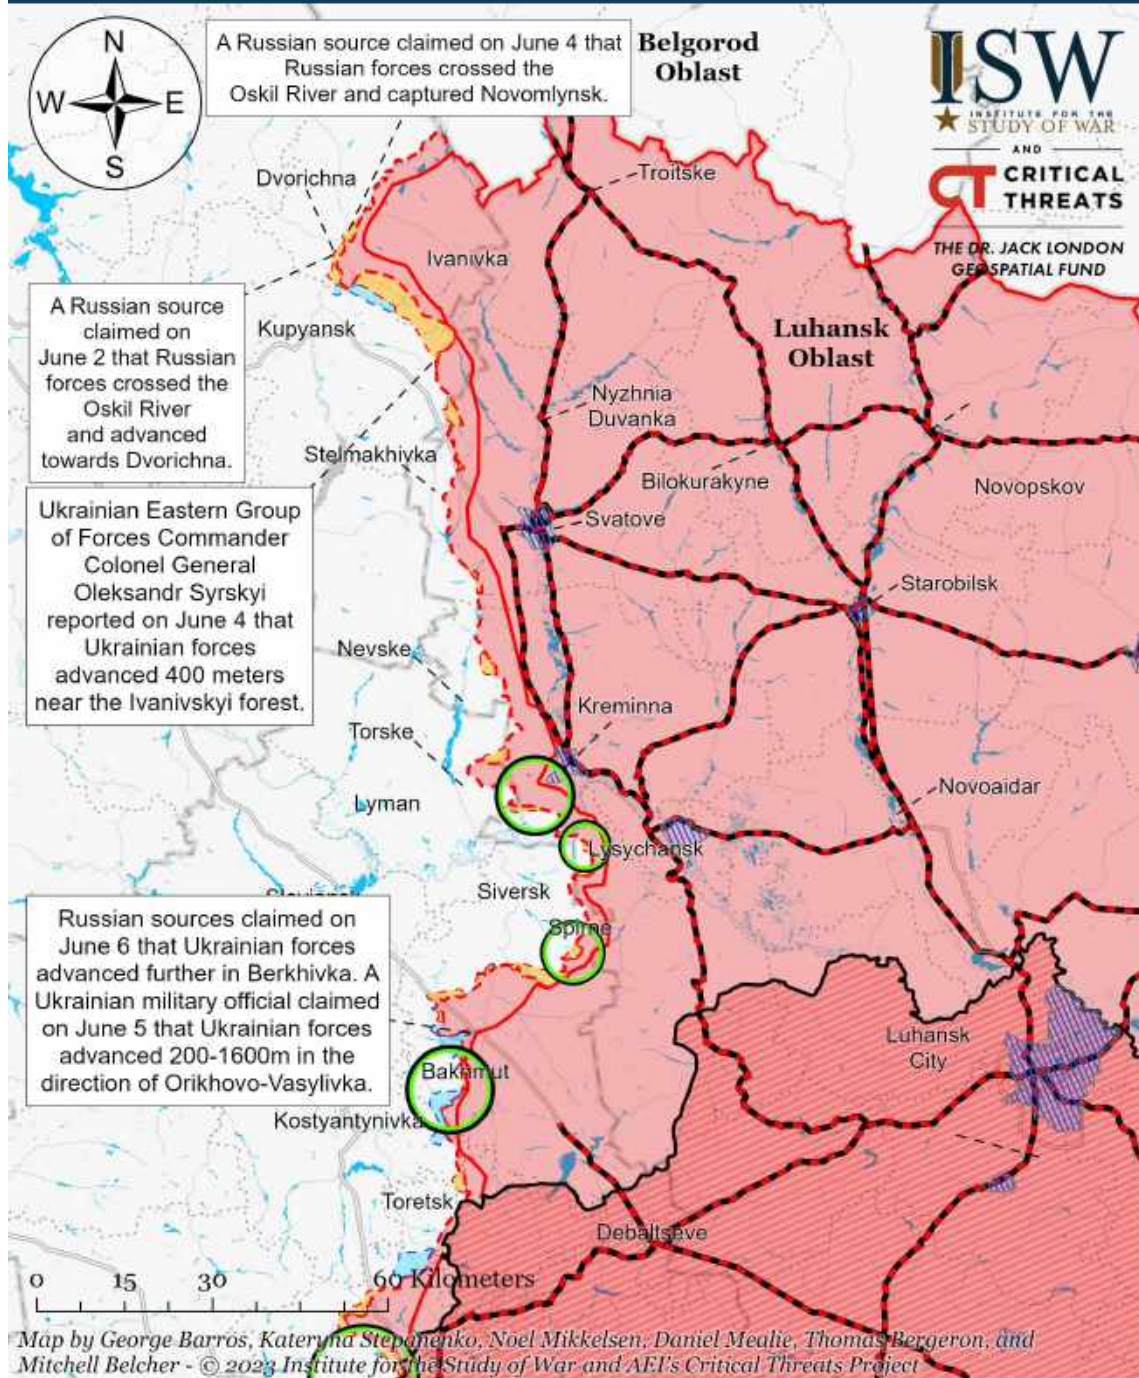 N
W E
S
A Russian source claimed on June 4 that
Russian forces crossed the
Oskil River and captured Novomlynsk.
Belgorod
Oblast
ISW
INSTITUTE FOR THE
STUDY OF WAR
AND
CT CRITICAL
THREATS
THE DR. JACK LONDON
GEOSPATIAL FUND
Dvorichna
Troitske
Ivanivka
A Russian source
claimed on
June 2 that Russian
forces crossed the
Oskil River
and advanced
towards Dvorichna.
Kupyansk
Luhansk
Oblast
Nyzhnia
Duvanka
Stelmakhivka
Bilokurakyne
Novopskov
Svatove
Ukrainian Eastern Group
of Forces Commander
Colonel General
Oleksandr Syrskyi
reported on June 4 that
Ukrainian forces
advanced 400 meters
near the Ivanivskyi forest.
Starobilsk
Nevske
Kreminna
Torske
Novoaidar
Lyman
Lysychansk
Siversk
Spirne
Russian sources claimed on
June 6 that Ukrainian forces
advanced further in Berkhivka. A
Ukrainian military official claimed
on June 5 that Ukrainian forces
advanced 200-1600m in the
direction of Orikhovo-Vasylivka.
Luhansk
City
Bakhmut
Kostyantynivka
Toretsk
Debaltseve
0 15 30 60 Kilometers
Map by George Barros, Kateryna Stepanenko, Noel Mikkelsen, Daniel Mealie, Thomas Bergeron, and
Mitchell Belcher - © 2023 Institute for the Study of War and AEI's Critical Threats Project